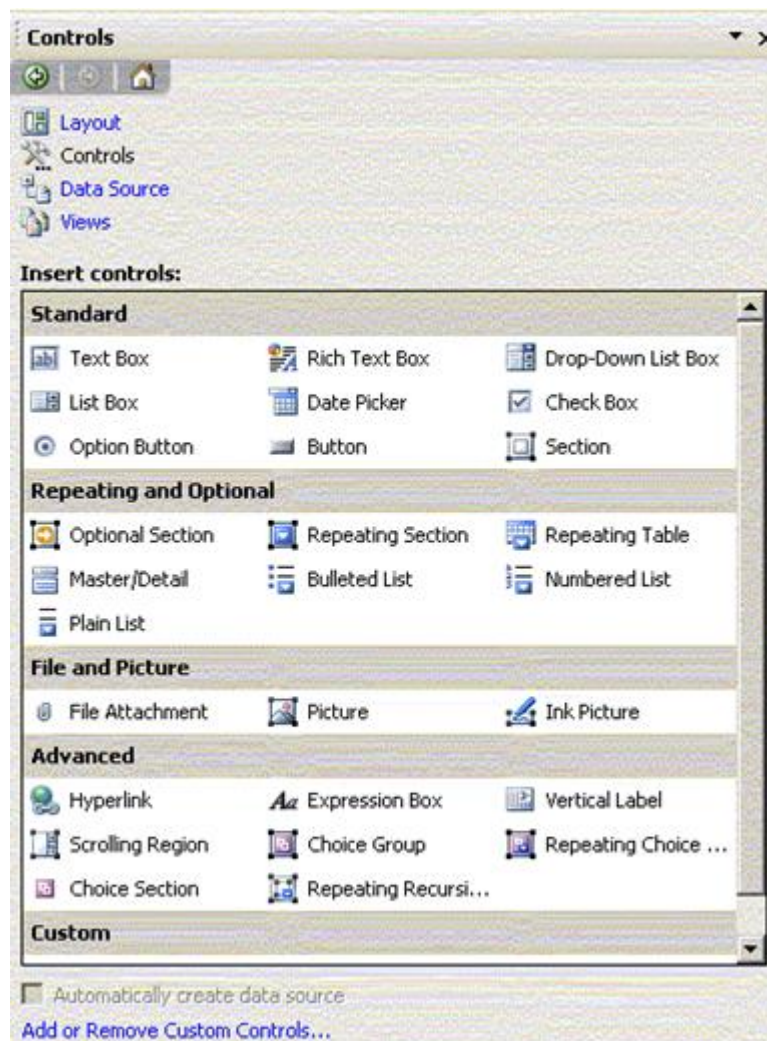 Controls
Layout
Controls
Data Source
Views
Insert controls:
Standard
Text Box Rich Text Box Drop-Down List Box
List Box Date Picker Check Box
Option Button Button Section
Repeating and Optional
Optional Section Repeating Section Repeating Table
Master/Detail Bulleted List Numbered List
Plain List
File and Picture
File Attachment Picture Ink Picture
Advanced
Hyperlink Expression Box Vertical Label
Scrolling Region Choice Group Repeating Choice ...
Choice Section Repeating Recursi...
Custom
Automatically create data source
Add or Remove Custom Controls...